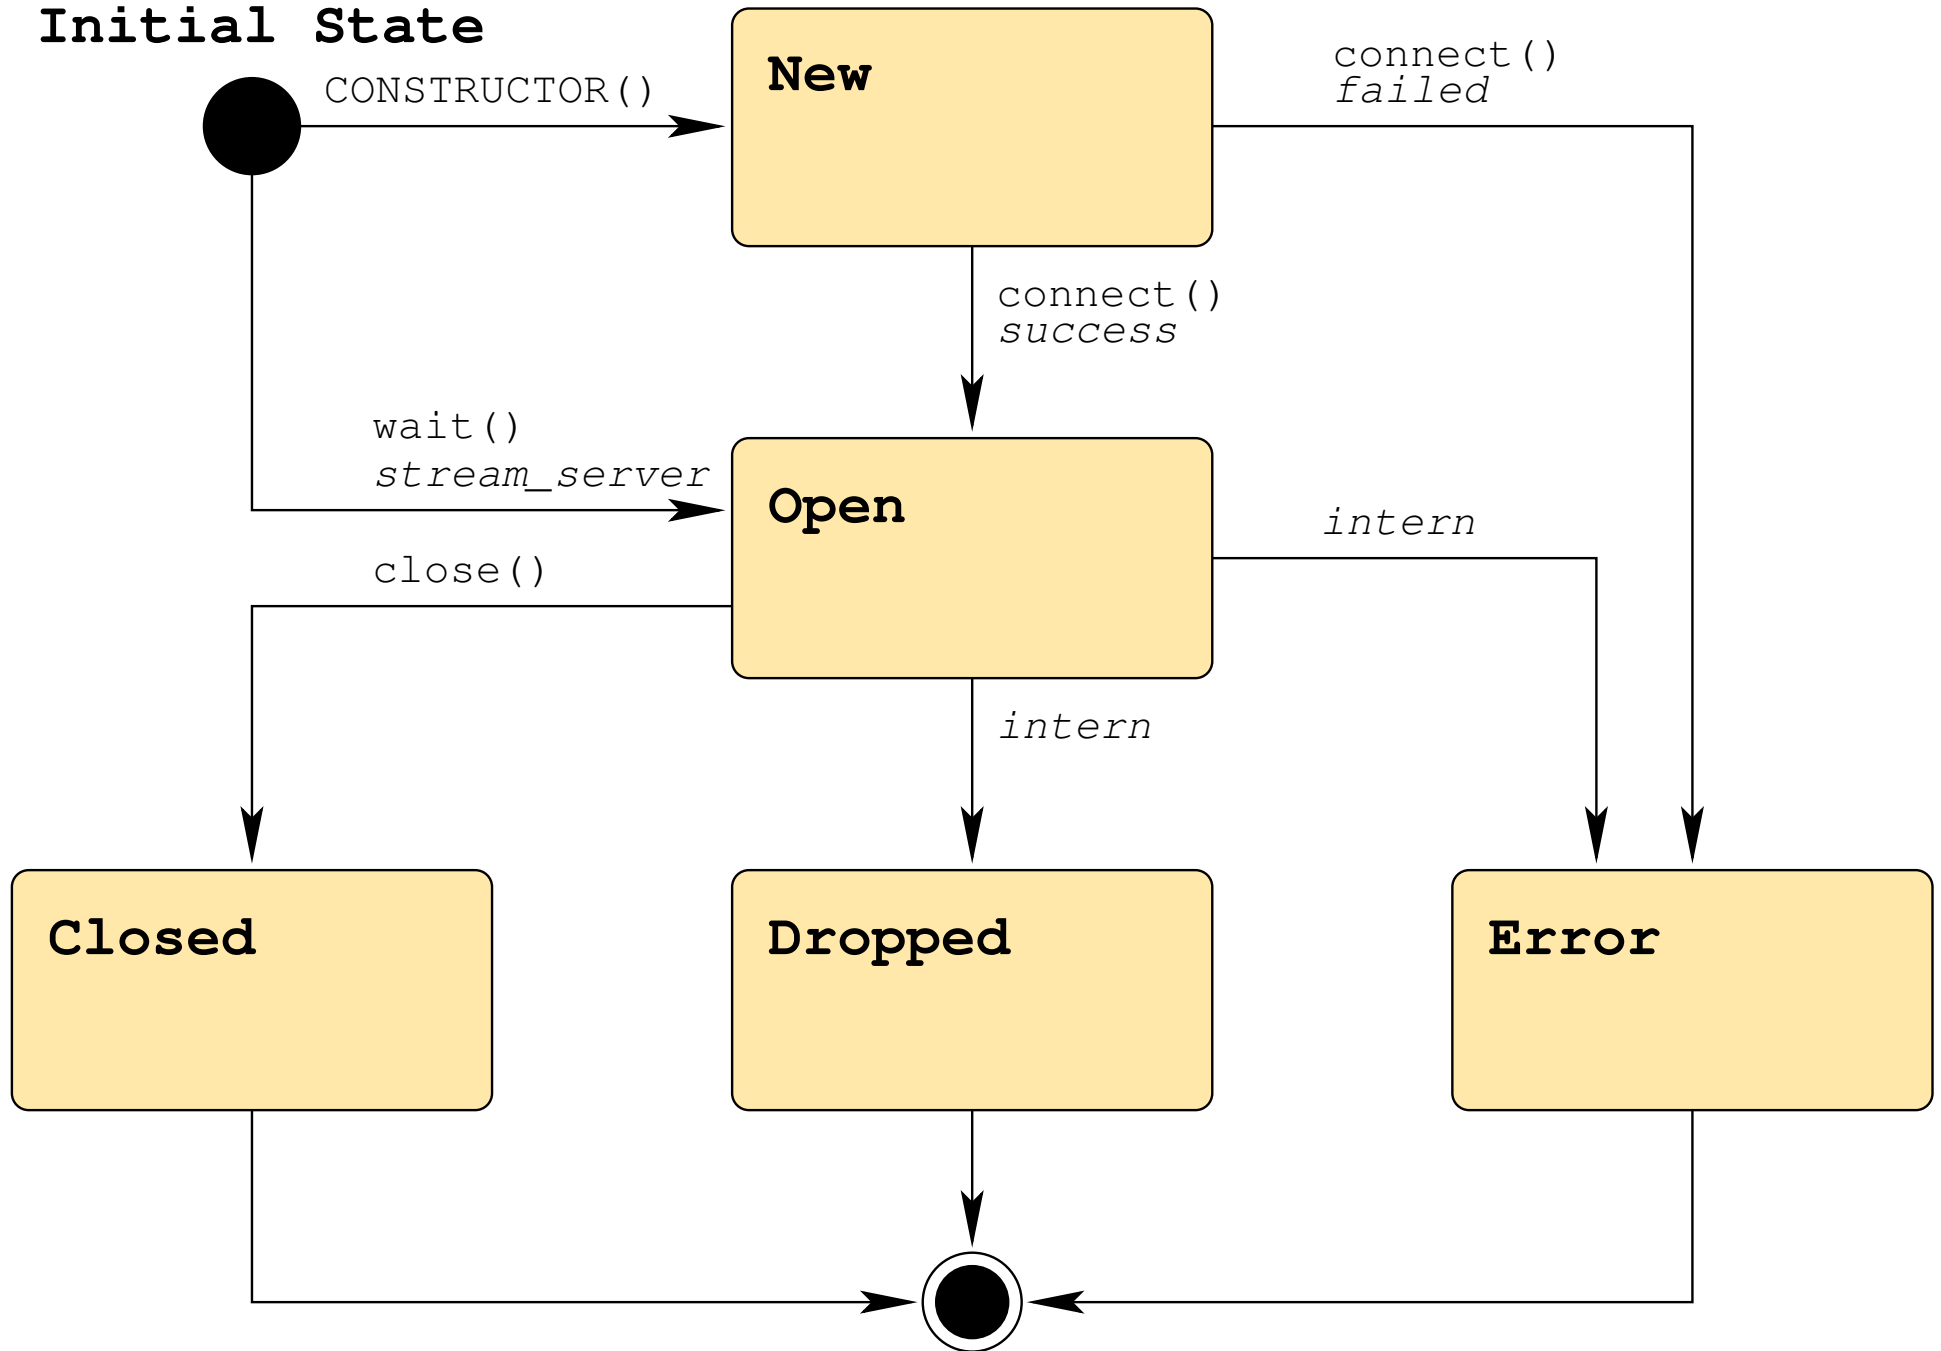 Initial State
CONSTRUCTOR()
New
connect()
failed
connect()
success
wait()
stream_server
Open
intern
close()
intern
Closed
Dropped
Error